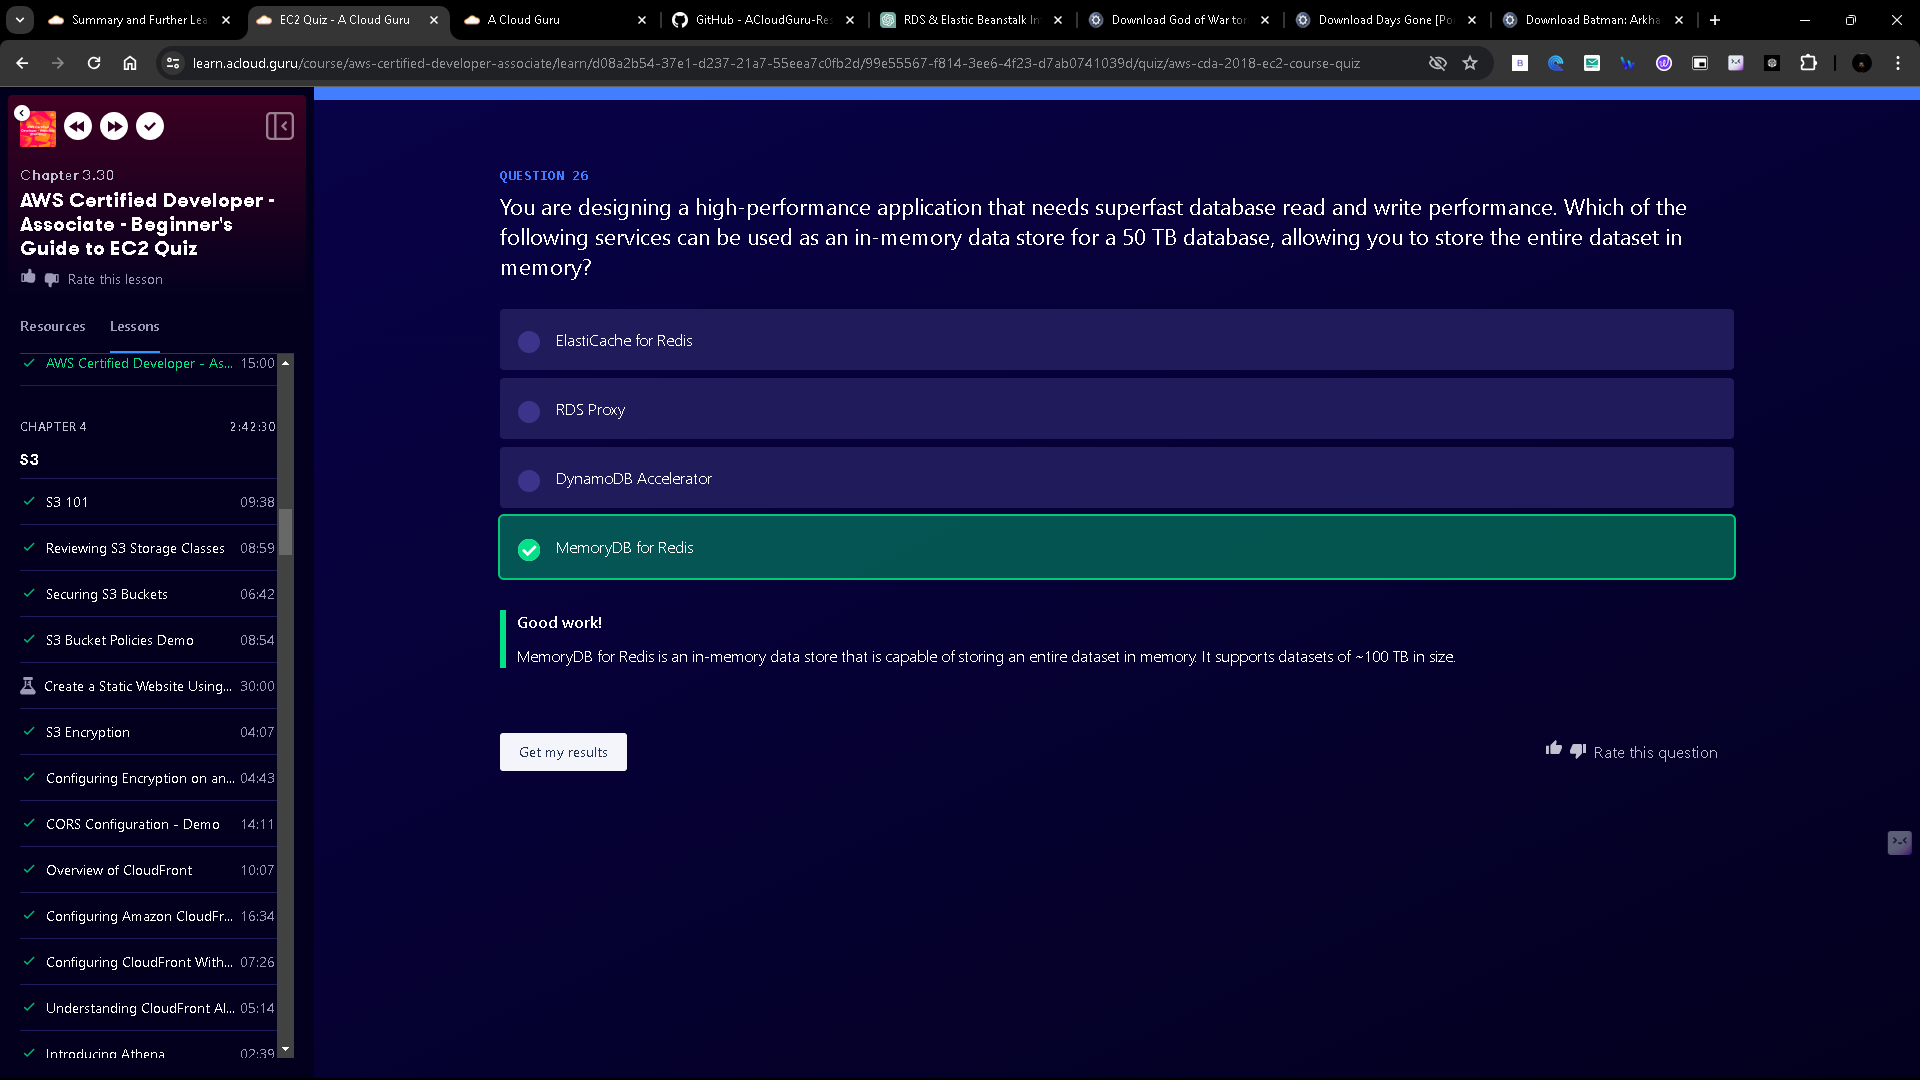 Summary and Further Lea
EC2 Quiz - A Cloud Guru
A Cloud Guru
GitHub - ACloudGuru-Res
RDS & Elastic Beanstalk In
Download God of War tor
Download Days Gone [Po
Download Batman: Arkha
learn.acloud.guru/course/aws-certified-developer-associate/learn/d08a2b54-37e1-d237-21a7-55eea7c0fb2d/99e55567-f814-3ee6-4f23-d7ab0741039d/quiz/aws-cda-2018-ec2-course-quiz
Chapter 3.30
AWS Certified Developer -
Associate - Beginner's
Guide to EC2 Quiz
Rate this lesson
Resources
Lessons
AWS Certified Developer - As... 15:00
CHAPTER 4 2:42:30
S3
S3 101 09:38
Reviewing S3 Storage Classes 08:59
Securing S3 Buckets 06:42
S3 Bucket Policies Demo 08:54
Create a Static Website Using... 30:00
S3 Encryption 04:07
Configuring Encryption on an... 04:43
CORS Configuration - Demo 14:11
Overview of CloudFront 10:07
Configuring Amazon CloudFr... 16:34
Configuring CloudFront With... 07:26
Understanding CloudFront Al... 05:14
Introducing Athena 02:39
QUESTION 26
You are designing a high-performance application that needs superfast database read and write performance. Which of the
following services can be used as an in-memory data store for a 50 TB database, allowing you to store the entire dataset in
memory?
ElastiCache for Redis
RDS Proxy
DynamoDB Accelerator
MemoryDB for Redis
Good work!
MemoryDB for Redis is an in-memory data store that is capable of storing an entire dataset in memory. It supports datasets of ~100 TB in size.
Get my results
Rate this question